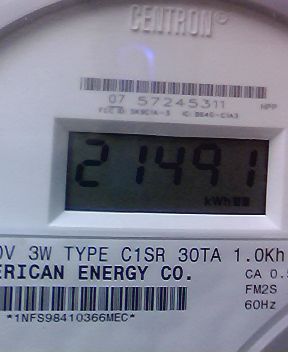 CENTRON®
07 57245311 HPP
21491
kWh
0V 3W TYPE C1SR 30TA 1.0Kh
ERICAN ENERGY CO.
CA 0.5
FM2S
60Hz
*1NFS98410366MEC*